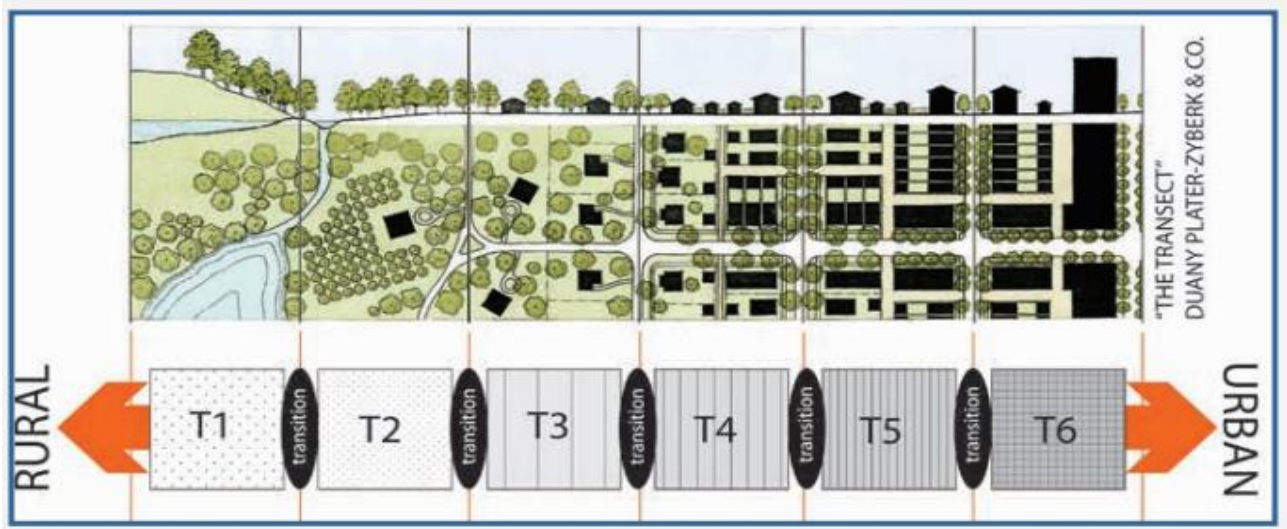 "THE TRANSECT"
DUANY PLATER-ZYBERK & CO.
RURAL
T1
transition
T2
transition
T3
transition
T4
transition
T5
transition
T6
URBAN